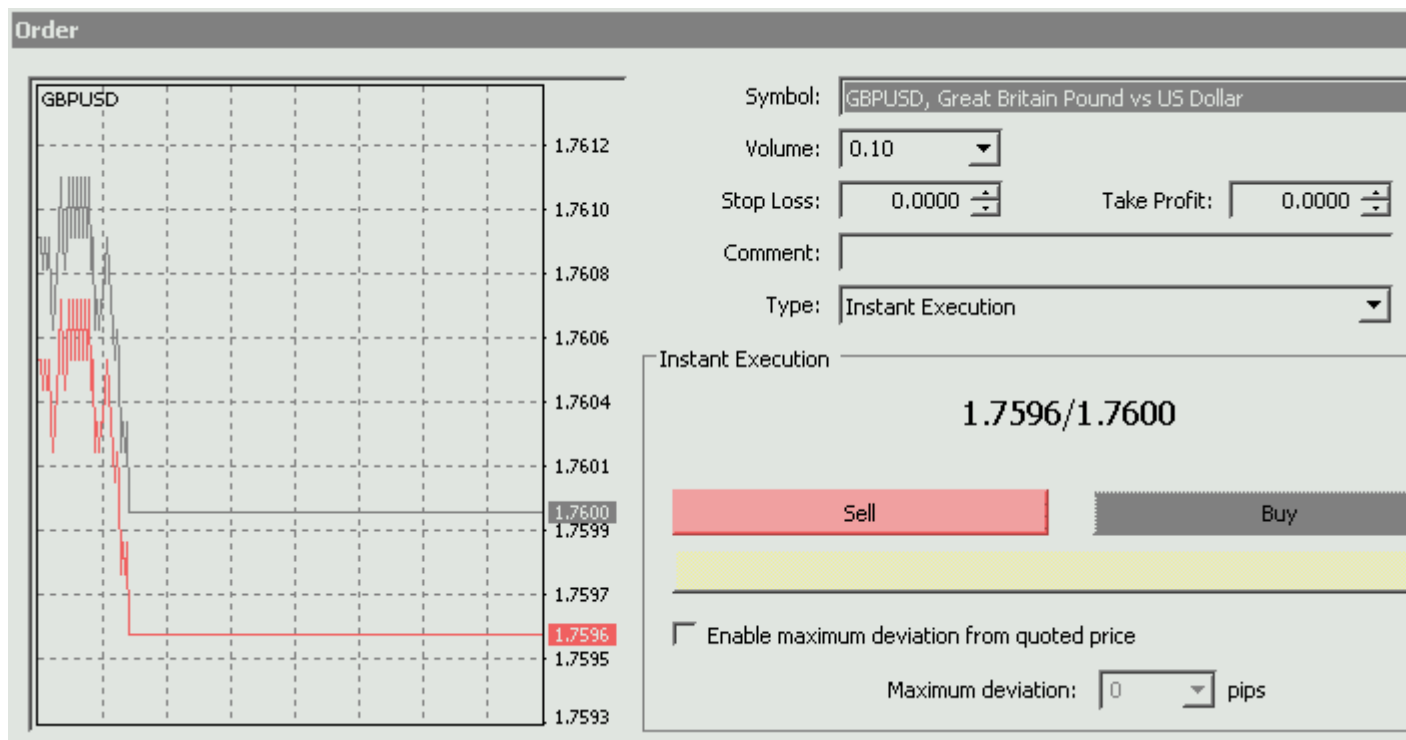 Order
GBPUSD
1.7612
1.7610
1.7608
1.7606
1.7604
1.7601
1.7600
1.7599
1.7597
1.7596
1.7595
1.7593
Symbol: GBPUSD, Great Britain Pound vs US Dollar
Volume: 0.10
Stop Loss: 0.0000 Take Profit: 0.0000
Comment:
Type: Instant Execution
Instant Execution
1.7596/1.7600
Sell Buy
Enable maximum deviation from quoted price
Maximum deviation: 0 pips